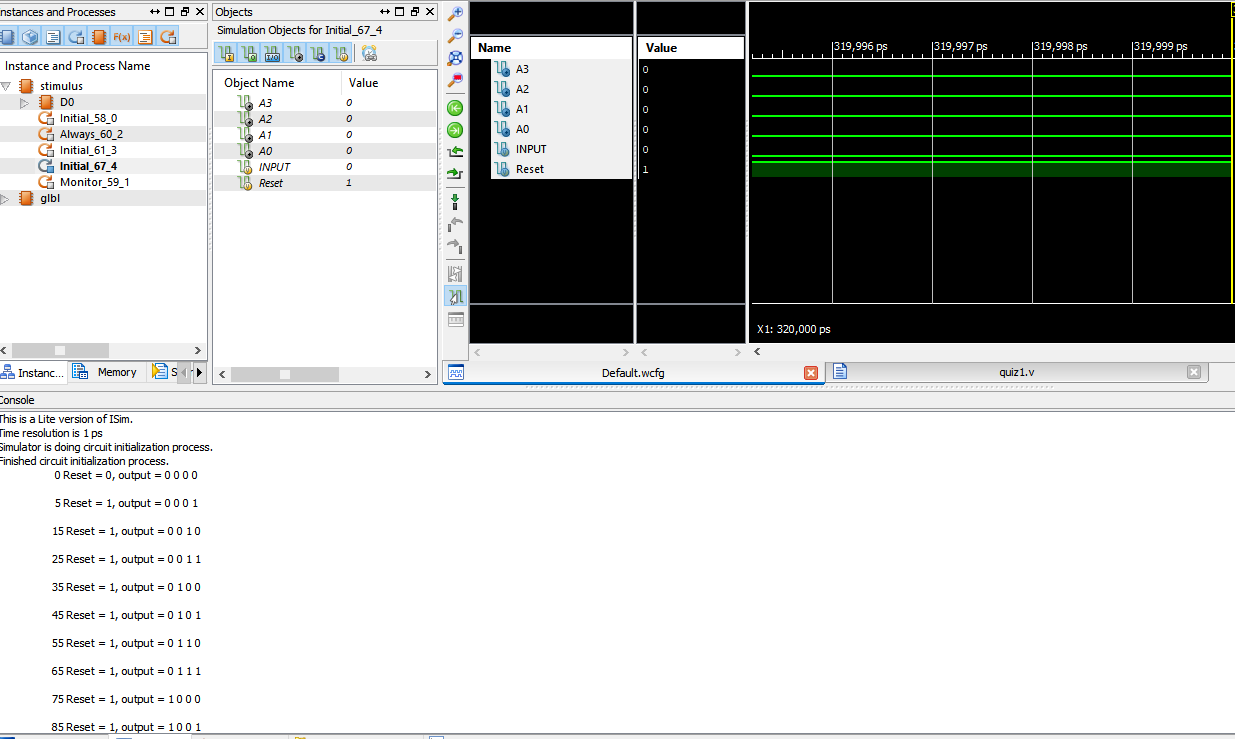 nstances and Processes
Instance and Process Name
stimulus
D0
Initial_58_0
Always_60_2
Initial_61_3
Initial_67_4
Monitor_59_1
glbl
Instanc...
Memory
S
Objects
Simulation Objects for Initial_67_4
Object Name Value
A3 0
A2 0
A1 0
A0 0
INPUT 0
Reset 1
Name Value
A3 0
A2 0
A1 0
A0 0
INPUT 0
Reset 1
319,996 ps 319,997 ps 319,998 ps 319,999 ps
X1: 320,000 ps
Default.wcfg
quiz1.v
Console
This is a Lite version of ISim.
Time resolution is 1 ps
Simulator is doing circuit initialization process.
Finished circuit initialization process.
0 Reset = 0, output = 0 0 0 0
5 Reset = 1, output = 0 0 0 1
15 Reset = 1, output = 0 0 1 0
25 Reset = 1, output = 0 0 1 1
35 Reset = 1, output = 0 1 0 0
45 Reset = 1, output = 0 1 0 1
55 Reset = 1, output = 0 1 1 0
65 Reset = 1, output = 0 1 1 1
75 Reset = 1, output = 1 0 0 0
85 Reset = 1, output = 1 0 0 1